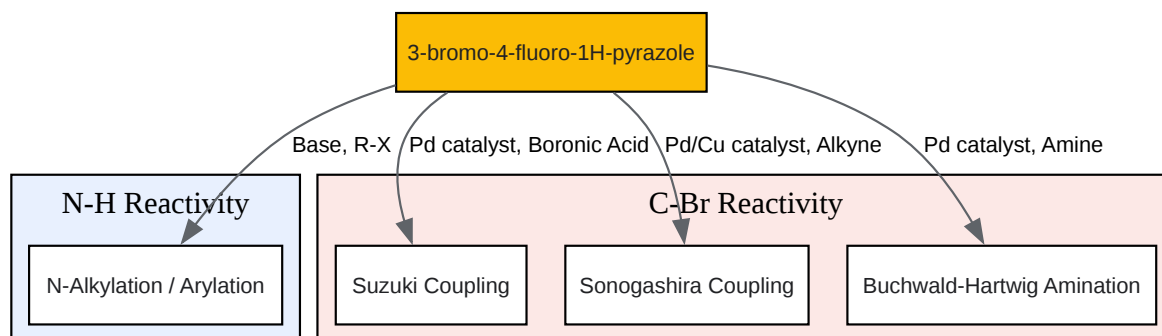 3-bromo-4-fluoro-1H-pyrazole
Base, R-X
Pd catalyst, Boronic Acid
Pd/Cu catalyst, Alkyne
Pd catalyst, Amine
N-H Reactivity
C-Br Reactivity
N-Alkylation / Arylation
Suzuki Coupling
Sonogashira Coupling
Buchwald-Hartwig Amination